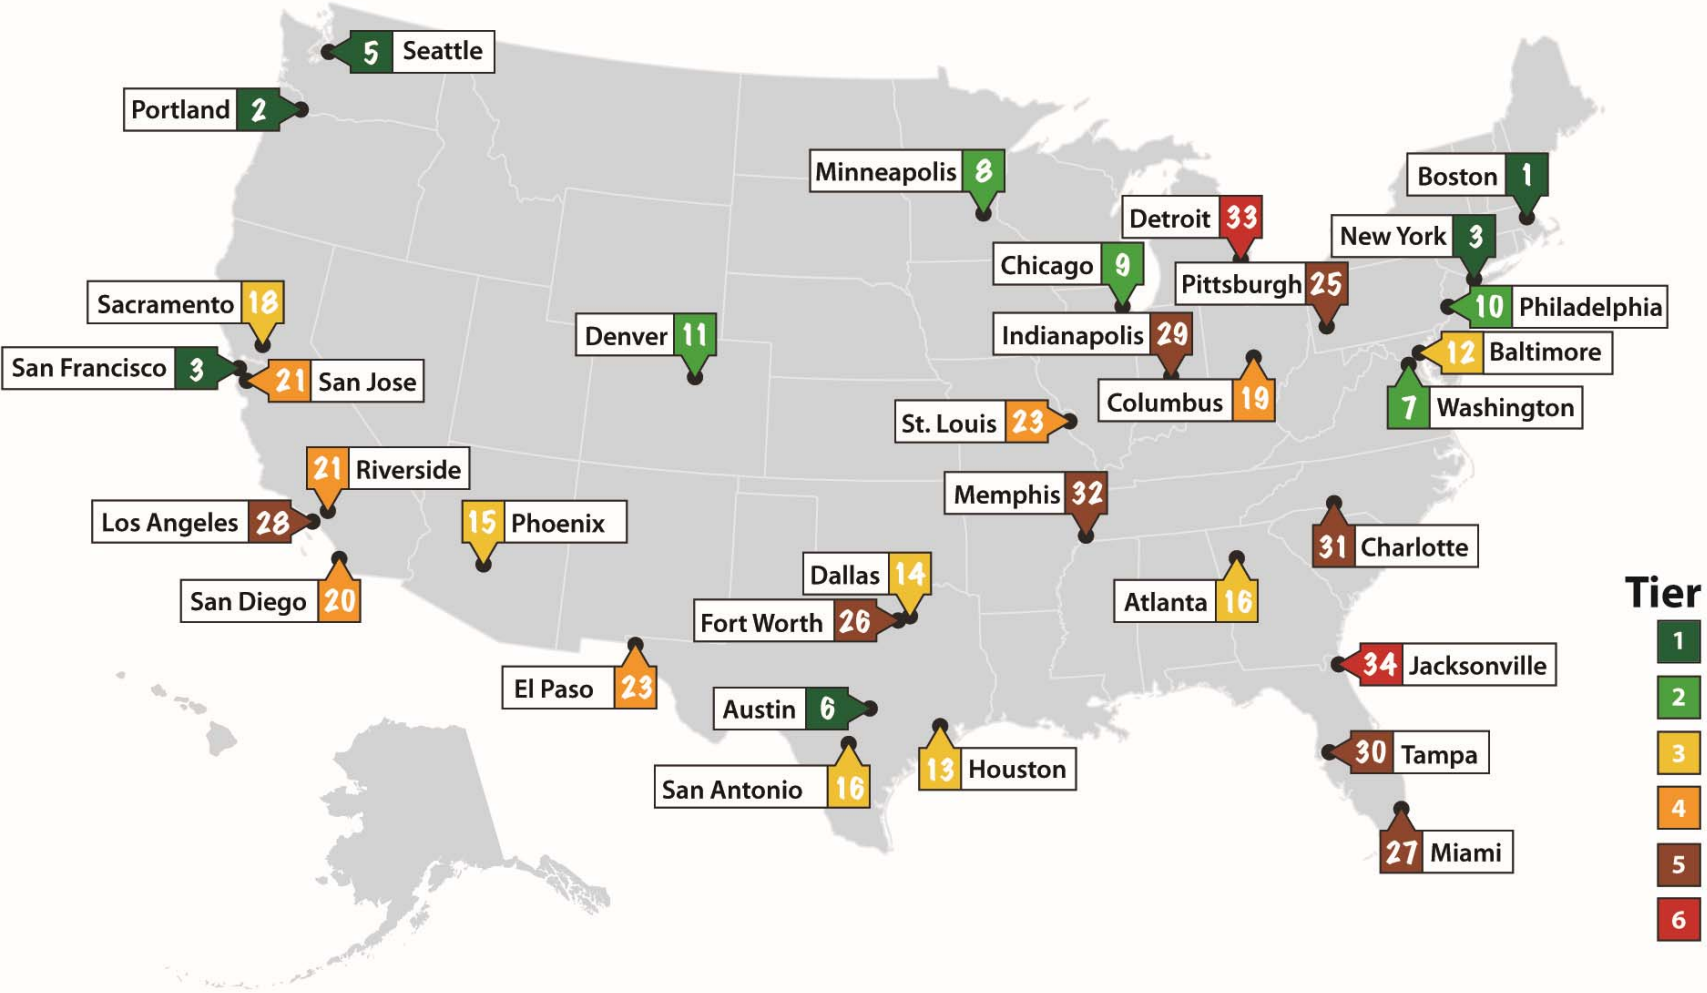 5 Seattle
Portland 2
Minneapolis 8
Boston 1
Detroit 33
New York 3
Chicago 9
Pittsburgh 25
Sacramento 18
10 Philadelphia
Denver 11
Indianapolis 29
12 Baltimore
San Francisco 3
21 San Jose
Columbus 19
7 Washington
St. Louis 23
21 Riverside
Memphis 32
Los Angeles 28
15 Phoenix
31 Charlotte
Dallas 14
San Diego 20
Atlanta 16
Fort Worth 26
Tier
1
2
3
4
5
6
34 Jacksonville
El Paso 23
Austin 6
30 Tampa
13 Houston
San Antonio 16
27 Miami